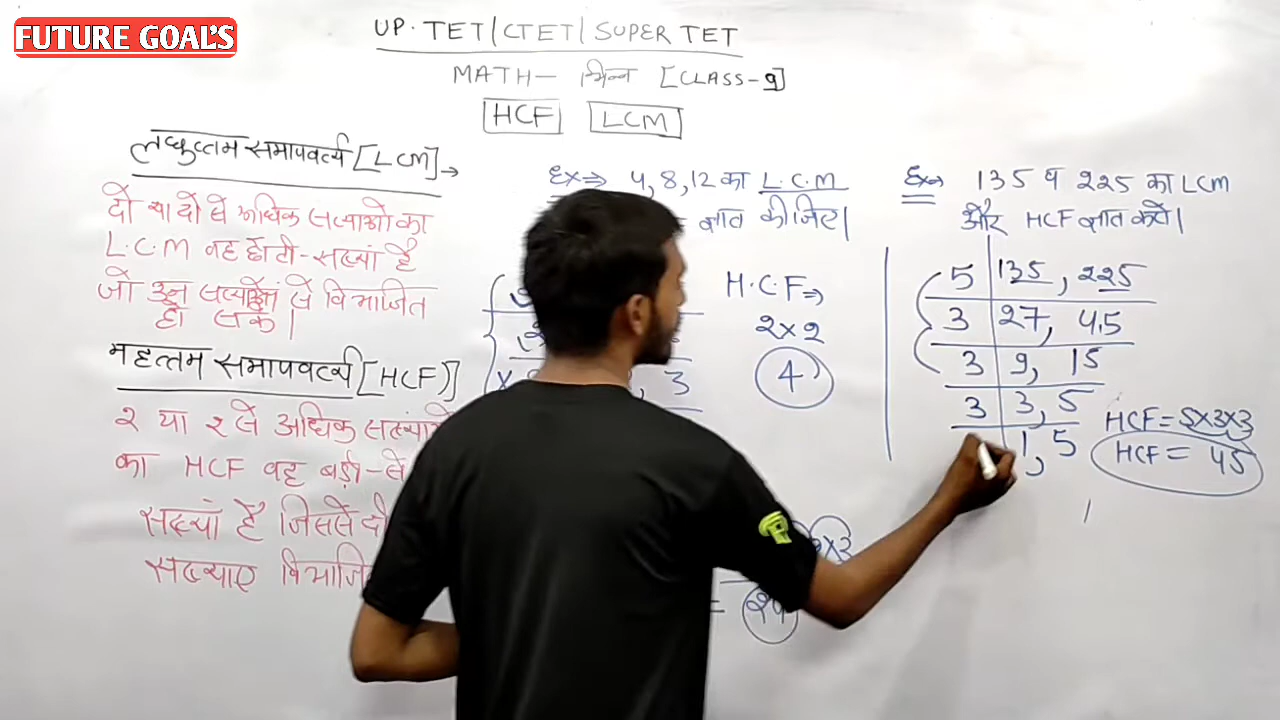 FUTURE GOAL'S
UP. TET/CTET/SUPER TET
MATH- भिन्न [CLASS-9]
HCF LCM
लघुत्तम समापवर्त्य [LCM]→
दो या दो से अधिक संख्याओ का
L.C.M वह छोटी-संख्यां है
जो उन संख्याओं से विभाजित
हो सके।
महत्तम समापवर्त्य [HCF)]
२ या २ से अधिक
का HCF वह बड़ी-से
संख्यां हैं जिससे दो
संख्याए
Ex⇒ 4, 8, 12 का L.C.M
ज्ञात कीजिए।
, 3
H.C.F⇒
2×2
4
= 24
Ex⇒ 135 व 225 का LCM
और HCF ज्ञात करो।
5 135, 225
3 27, 45
3 9, 15
3 3, 5
1, 5
HCF = 5×3×3
HCF = 45